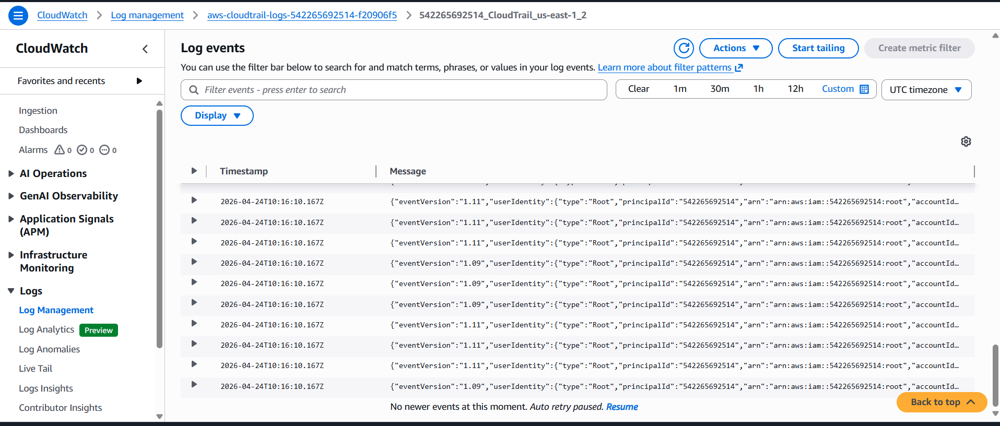 CloudWatch > Log management > aws-cloudtrail-logs-542265692514-f20906f5 > 542265692514_CloudTrail_us-east-1_2
CloudWatch
Favorites and recents
Ingestion
Dashboards
Alarms 0 0 0
AI Operations
GenAI Observability
Application Signals
(APM)
Infrastructure
Monitoring
Logs
Log Management
Log Analytics Preview
Log Anomalies
Live Tail
Logs Insights
Contributor Insights
Log events
Actions
Start tailing
Create metric filter
You can use the filter bar below to search for and match terms, phrases, or values in your log events. Learn more about filter patterns
Filter events - press enter to search
Clear 1m 30m 1h 12h Custom
UTC timezone
Display
Timestamp Message
2026-04-24T10:16:10.167Z {"eventVersion":"1.11","userIdentity":{"type":"Root","principalId":"542265692514","arn":"arn:aws:iam::542265692514:root","accountId…
2026-04-24T10:16:10.167Z {"eventVersion":"1.11","userIdentity":{"type":"Root","principalId":"542265692514","arn":"arn:aws:iam::542265692514:root","accountId…
2026-04-24T10:16:10.167Z {"eventVersion":"1.11","userIdentity":{"type":"Root","principalId":"542265692514","arn":"arn:aws:iam::542265692514:root","accountId…
2026-04-24T10:16:10.167Z {"eventVersion":"1.09","userIdentity":{"type":"Root","principalId":"542265692514","arn":"arn:aws:iam::542265692514:root","accountId…
2026-04-24T10:16:10.167Z {"eventVersion":"1.09","userIdentity":{"type":"Root","principalId":"542265692514","arn":"arn:aws:iam::542265692514:root","accountId…
2026-04-24T10:16:10.167Z {"eventVersion":"1.09","userIdentity":{"type":"Root","principalId":"542265692514","arn":"arn:aws:iam::542265692514:root","accountId…
2026-04-24T10:16:10.167Z {"eventVersion":"1.11","userIdentity":{"type":"Root","principalId":"542265692514","arn":"arn:aws:iam::542265692514:root","accountId…
2026-04-24T10:16:10.167Z {"eventVersion":"1.11","userIdentity":{"type":"Root","principalId":"542265692514","arn":"arn:aws:iam::542265692514:root","accountId…
2026-04-24T10:16:10.167Z {"eventVersion":"1.11","userIdentity":{"type":"Root","principalId":"542265692514","arn":"arn:aws:iam::542265692514:root","accountId…
2026-04-24T10:16:10.167Z {"eventVersion":"1.09","userIdentity":{"type":"Root","principalId":"542265692514","arn":"arn:aws:iam::542265692514:root","accountId…
No newer events at this moment. Auto retry paused. Resume
Back to top